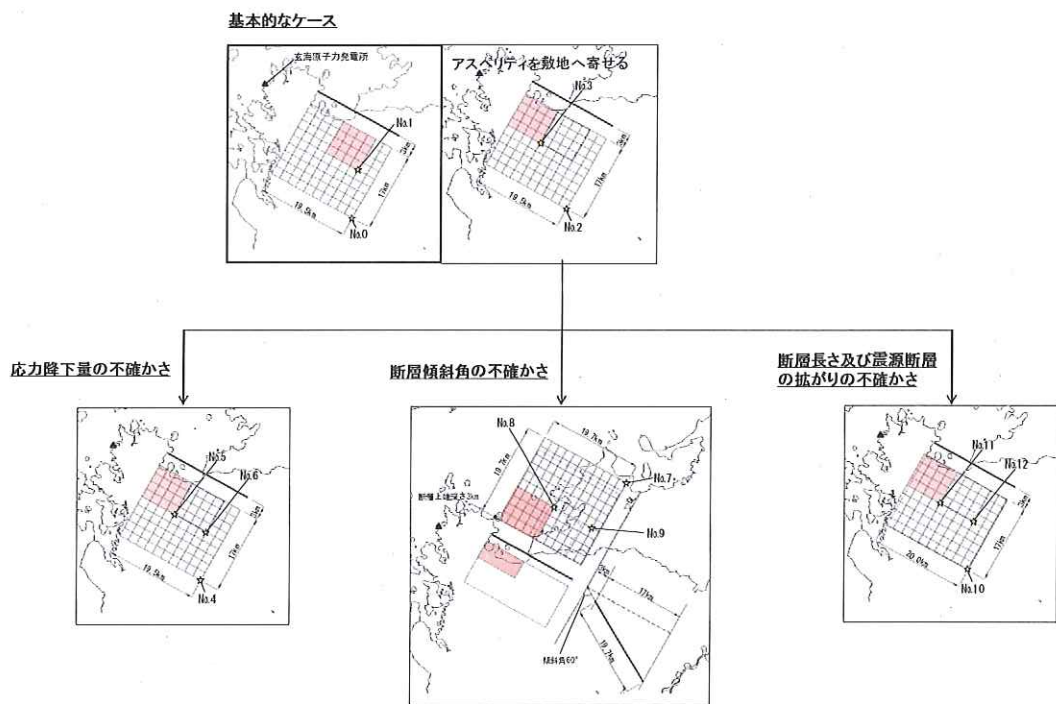 基本的なケース
玄海原子力発電所
No.1
3km
17km
19.5km
No.0
アスペリティを敷地へ寄せる
No.3
3km
17km
19.5km
No.2
応力降下量の不確かさ
No.5
No.6
3km
17km
19.5km
No.4
断層傾斜角の不確かさ
No.8
19.7km
19.7km
No.7
断層上端深さ3km
No.9
17km
19.7km
傾斜角60°
断層長さ及び震源断層
の拡がりの不確かさ
No.11
No.12
3km
17km
20.0km
No.10